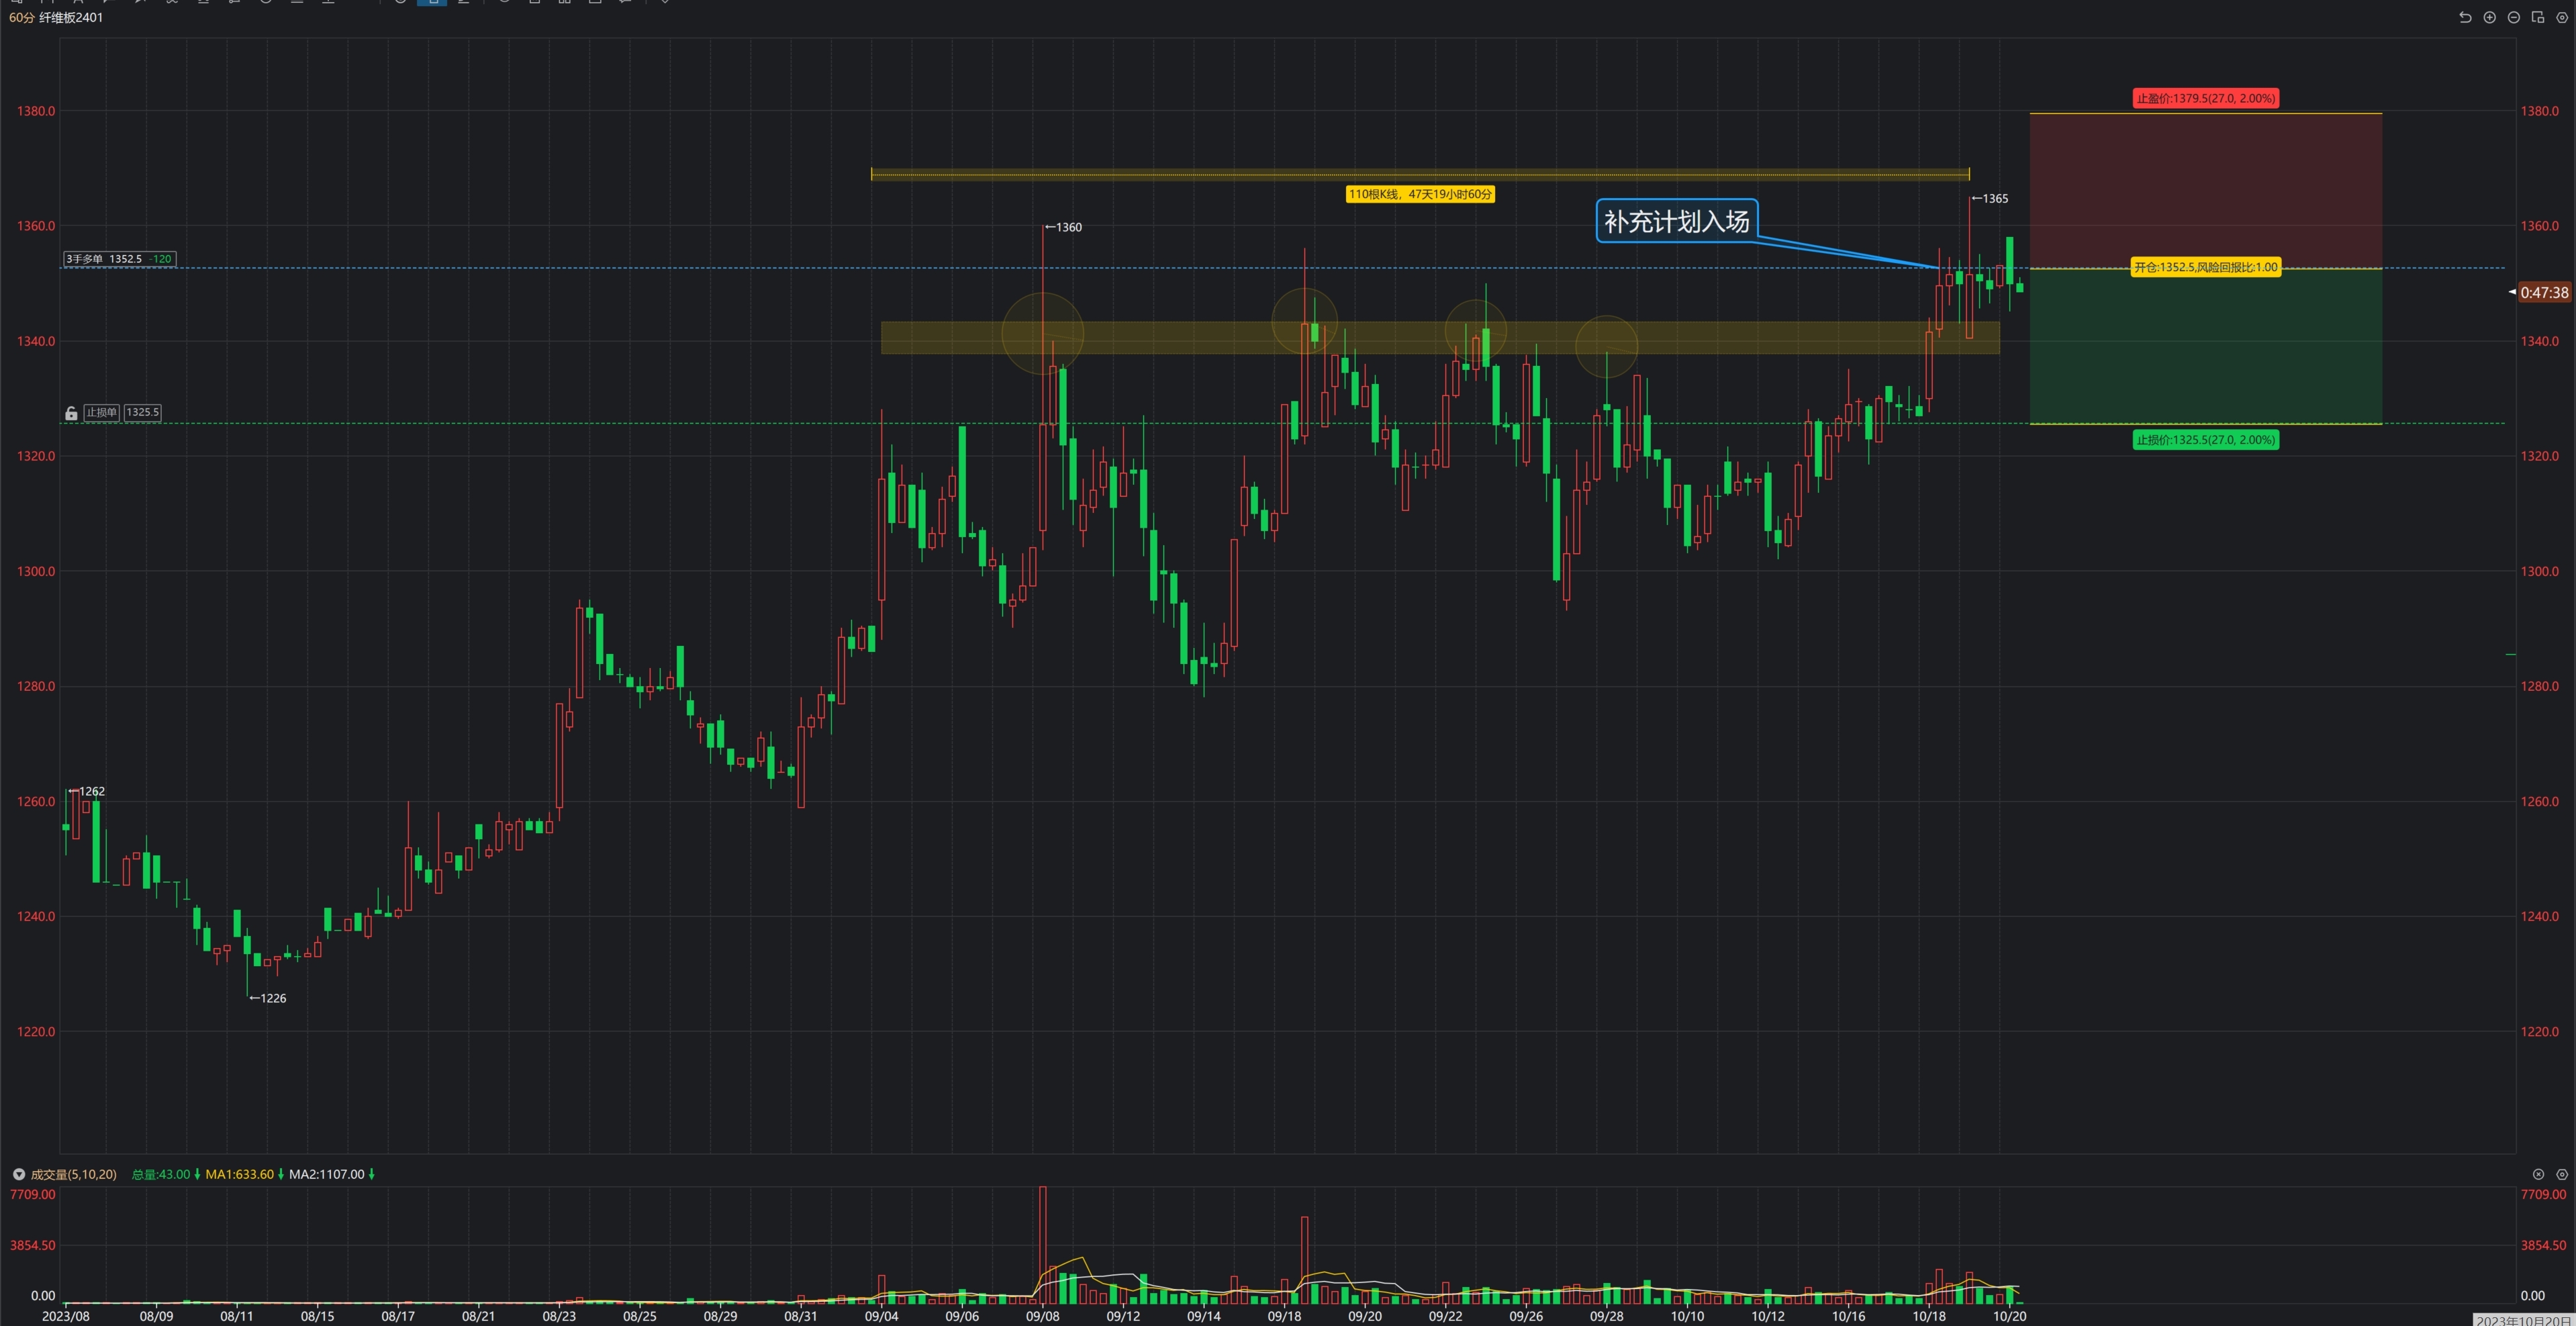 60分 纤维板2401
1380.0
1380.0
止盈价:1379.5(27.0, 2.00%)
110根K线，47天19小时60分
←1365
补充计划入场
1360.0
←1360
1360.0
3手多单 1352.5 -120
开仓:1352.5,风险回报比:1.00
0:47:38
1340.0
1340.0
止损单 1325.5
止损价:1325.5(27.0, 2.00%)
1320.0
1320.0
1300.0
1300.0
1280.0
1280.0
←1262
1260.0
1260.0
1240.0
1240.0
←1226
1220.0
1220.0
成交量(5,10,20) 总量:43.00↓ MA1:633.60↓ MA2:1107.00↓
7709.00
7709.00
3854.50
3854.50
0.00
0.00
2023/08 08/09 08/11 08/15 08/17 08/21 08/23 08/25 08/29 08/31 09/04 09/06 09/08 09/12 09/14 09/18 09/20 09/22 09/26 09/28 10/10 10/12 10/16 10/18 10/20
2023年10月20日